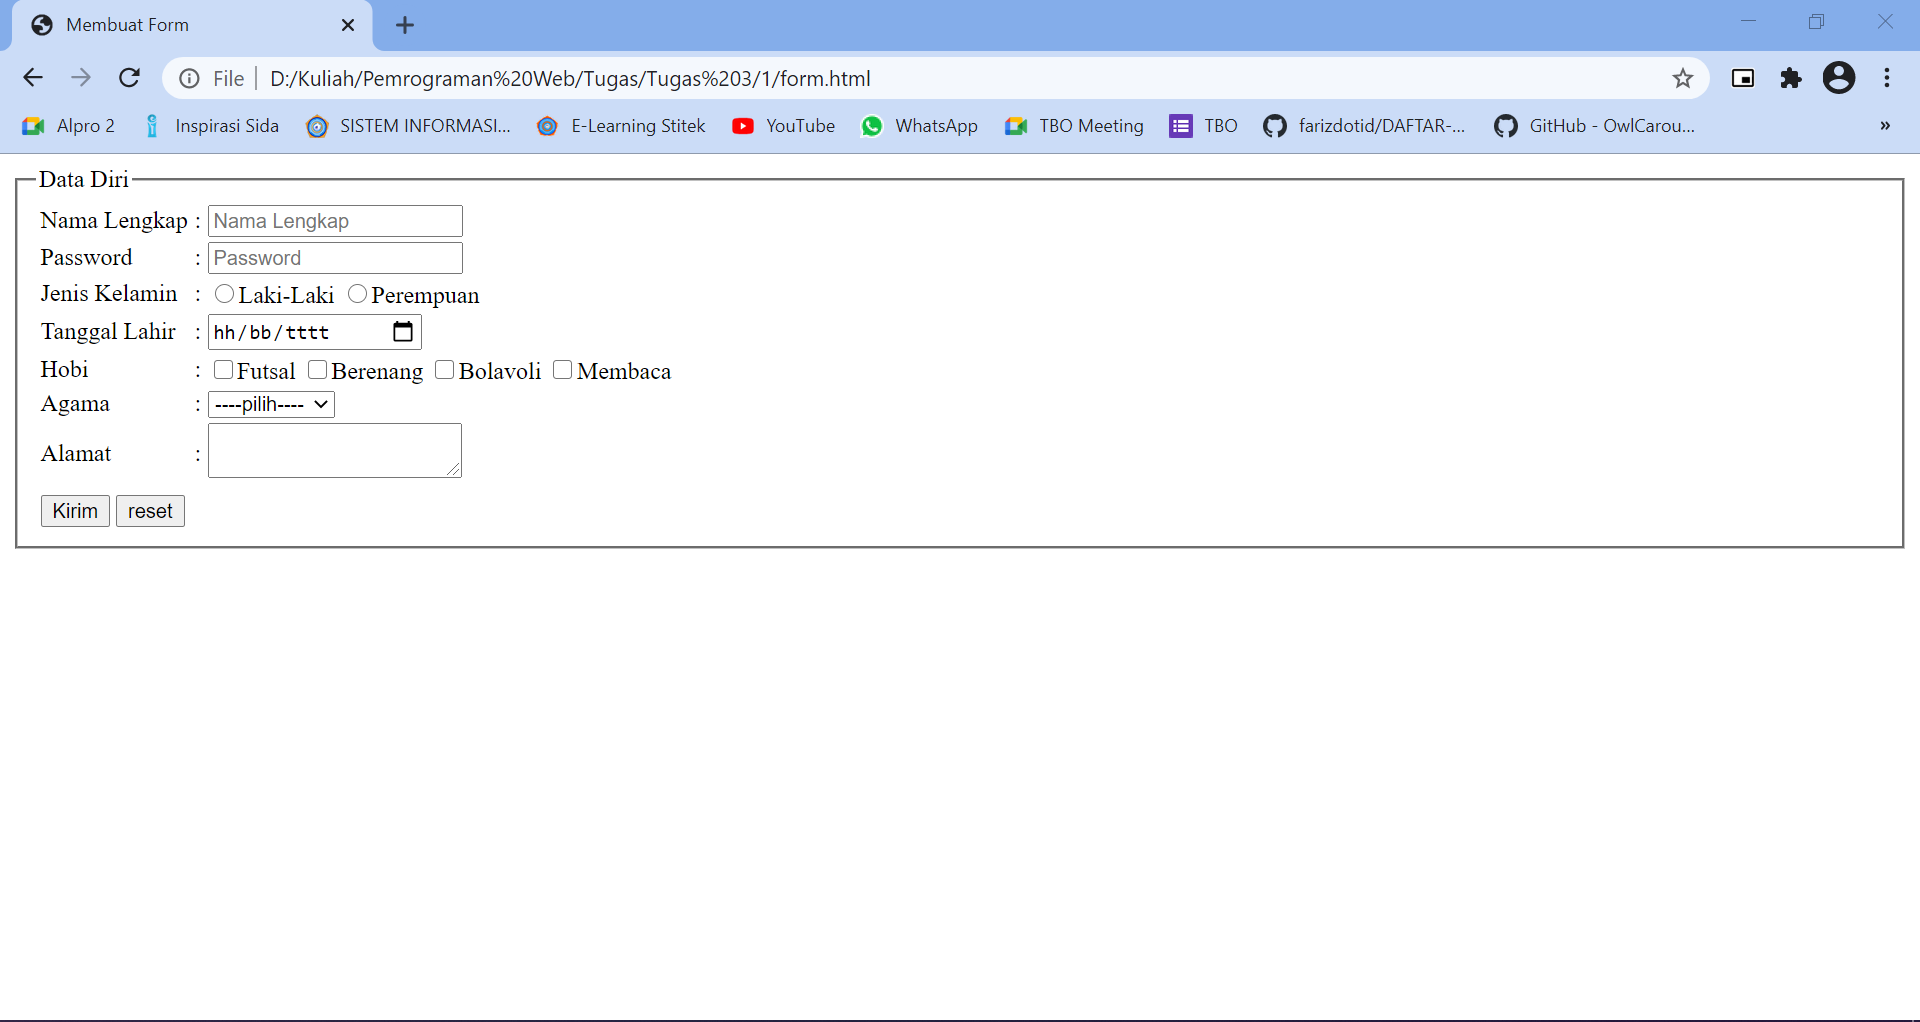 Membuat Form
File D:/Kuliah/Pemrograman%20Web/Tugas/Tugas%203/1/form.html
Alpro 2 Inspirasi Sida SISTEM INFORMASI... E-Learning Stitek YouTube WhatsApp TBO Meeting TBO farizdotid/DAFTAR-... GitHub - OwlCarou... »
Data Diri
Nama Lengkap : Nama Lengkap
Password : Password
Jenis Kelamin : Laki-Laki Perempuan
Tanggal Lahir : hh/bb/tttt
Hobi : Futsal Berenang Bolavoli Membaca
Agama : ----pilih----
Alamat :
Kirim reset